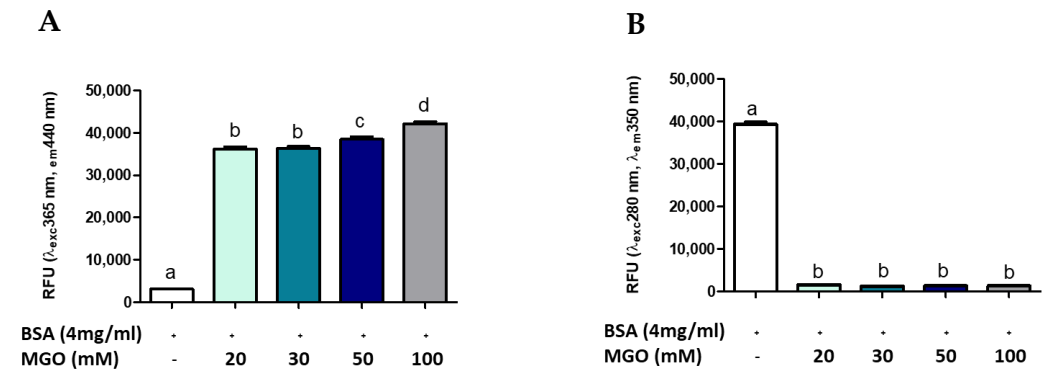 A
RFU (λexc365 nm, em440 nm)
50,000
40,000
30,000
20,000
10,000
0
a
b
b
c
d
BSA (4mg/ml) + + + + +
MGO (mM) - 20 30 50 100
B
RFU (λexc280 nm, λem350 nm)
50,000
40,000
30,000
20,000
10,000
0
a
b
b
b
b
BSA (4mg/ml) + + + + +
MGO (mM) - 20 30 50 100